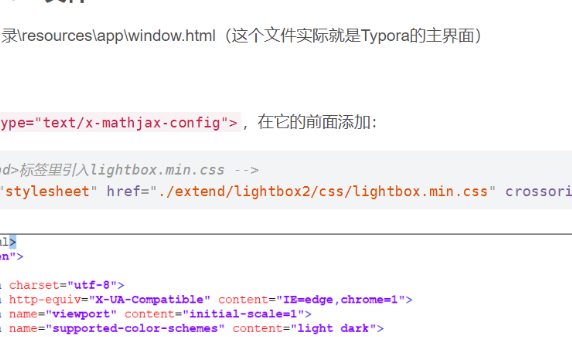 录\resources\app\window.html（这个文件实际就是Typora的主界面）
ype="text/x-mathjax-config">，在它的前面添加：
d>标签里引入lightbox.min.css -->
"stylesheet" href="./extend/lightbox2/css/lightbox.min.css" crossori
l>
en">
charset="utf-8">
http-equiv="X-UA-Compatible" content="IE=edge,chrome=1">
name="viewport" content="initial-scale=1">
name="supported-color-schemes" content="light dark">